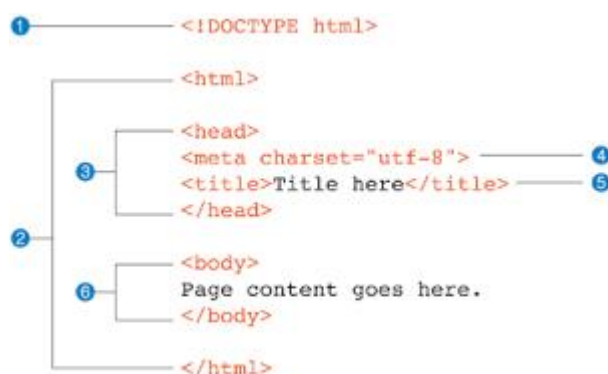 1 <!DOCTYPE html>
<html>
<head>
<meta charset="utf-8"> 4
3 <title>Title here</title> 5
</head>
2
<body>
6 Page content goes here.
</body>
</html>